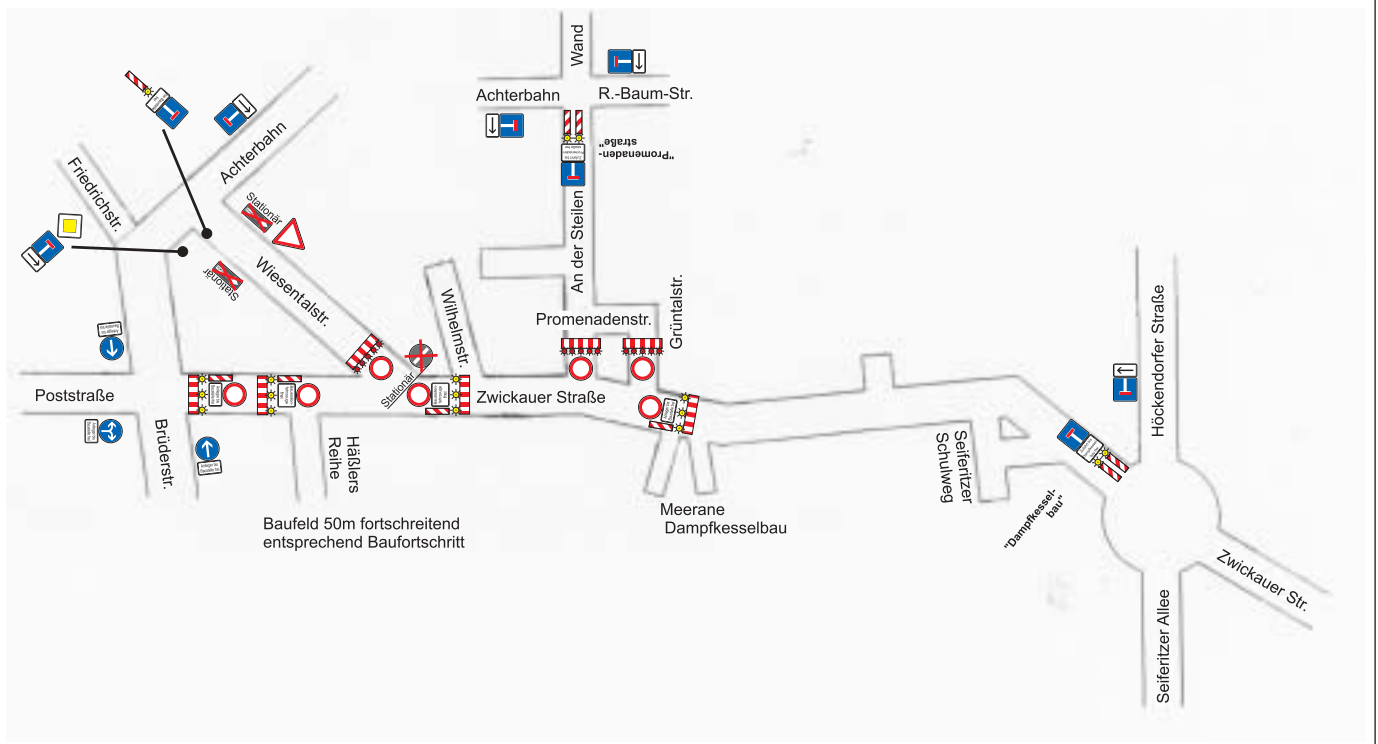 Wand
Achterbahn
R.-Baum-Str.
"Promenaden-
straße"
Achterbahn
Friedrichstr.
Stationär
Stationär
Wiesentalstr.
An der Steilen
Wilhelmstr.
Promenadenstr.
Grüntalstr.
Höckendorfer Straße
Poststraße
Stationär
Zwickauer Straße
Brüderstr.
Häßlers
Reihe
Seiferitzer
Schulweg
Meerane
Dampfkesselbau
"Dampfkessel-
bau"
Baufeld 50m fortschreitend
entsprechend Baufortschritt
Zwickauer Str.
Seiferitzer Allee